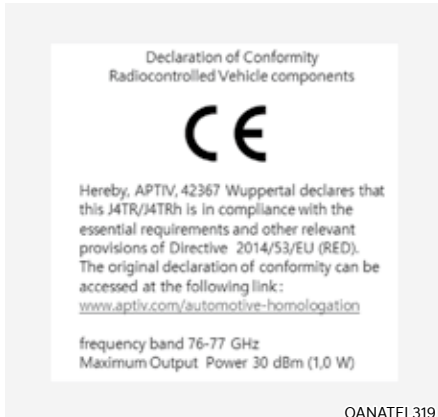 Declaration of Conformity
Radiocontrolled Vehicle components
CE
Hereby, APTIV, 42367 Wuppertal declares that
this J4TR/J4TRh is in compliance with the
essential requirements and other relevant
provisions of Directive 2014/53/EU (RED).
The original declaration of conformity can be
accessed at the following link :
www.aptiv.com/automotive-homologation
frequency band 76-77 GHz
Maximum Output Power 30 dBm (1,0 W)
OANATEL319